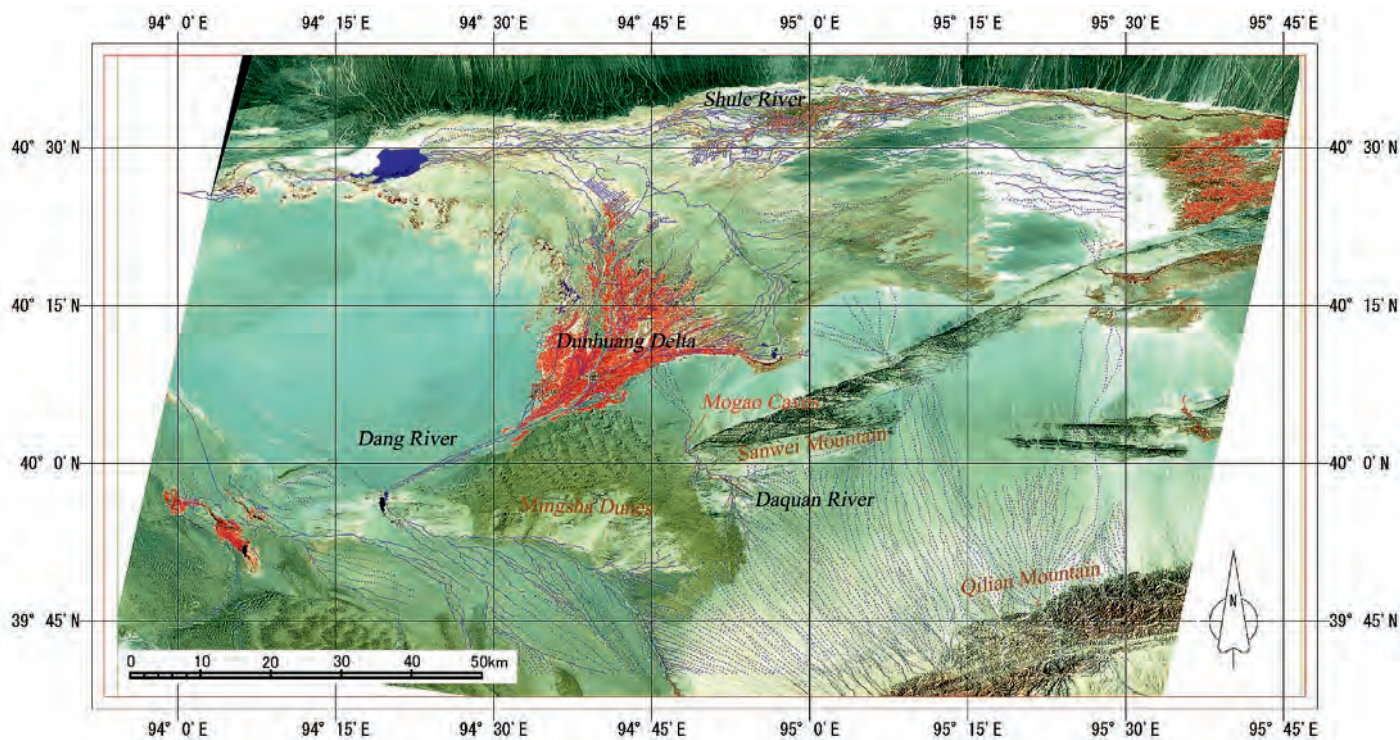 94° 0′ E 94° 15′ E 94° 30′ E 94° 45′ E 95° 0′ E 95° 15′ E 95° 30′ E 95° 45′ E
Shule River
40° 30′ N 40° 30′ N
40° 15′ N 40° 15′ N
Dunhuang Delta
Mogao Caves
Dang River
Sanwei Mountain
40° 0′ N 40° 0′ N
Mingsha Dunes
Daquan River
Qilian Mountain
N
39° 45′ N 39° 45′ N
0 10 20 30 40 50km
94° 0′ E 94° 15′ E 94° 30′ E 94° 45′ E 95° 0′ E 95° 15′ E 95° 30′ E 95° 45′ E